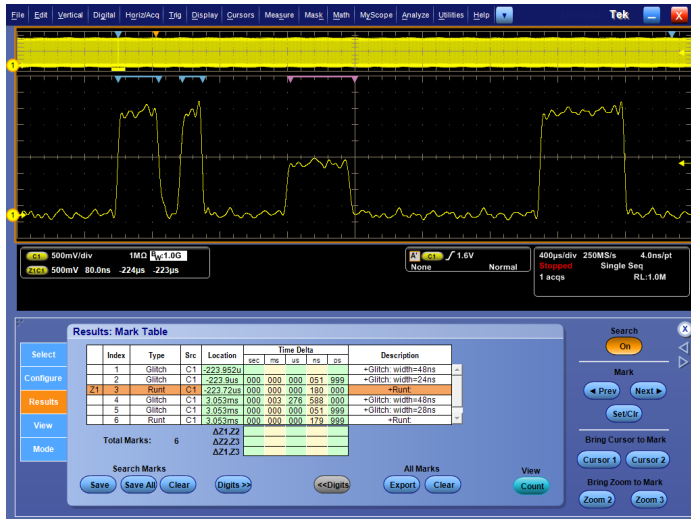 File Edit Vertical Digital Horiz/Acq Trig Display Cursors Measure Mask Math MyScope Analyze Utilities Help Tek X
1
1
C1 500mV/div 1MΩ BW:1.0G
Z1C1 500mV 80.0ns -224µs -223µs
A' C1 1.6V
None Normal
400µs/div 250MS/s 4.0ns/pt
Stopped Single Seq
1 acqs RL:1.0M
Results: Mark Table
Select
Configure
Results
View
Mode
Index Type Src Location Time Delta Description
sec ms us ns ps
1 Glitch C1 -223.952u +Glitch: width=48ns
2 Glitch C1 -223.9us 000 000 000 051 999 +Glitch: width=24ns
Z1 3 Runt C1 -223.72us 000 000 000 180 000 +Runt:
4 Glitch C1 3.053ms 000 003 276 588 000 +Glitch: width=48ns
5 Glitch C1 3.053ms 000 000 000 051 999 +Glitch: width=28ns
6 Runt C1 3.053ms 000 000 000 179 999 +Runt:
Total Marks: 6
ΔZ1.Z2
ΔZ2.Z3
ΔZ1.Z3
Search Marks
Save Save All Clear
Digits >>
<<Digits
All Marks
Export Clear
View
Count
Search
On
X
Mark
Prev Next
Set/Clr
Bring Cursor to Mark
Cursor 1 Cursor 2
Bring Zoom to Mark
Zoom 2 Zoom 3